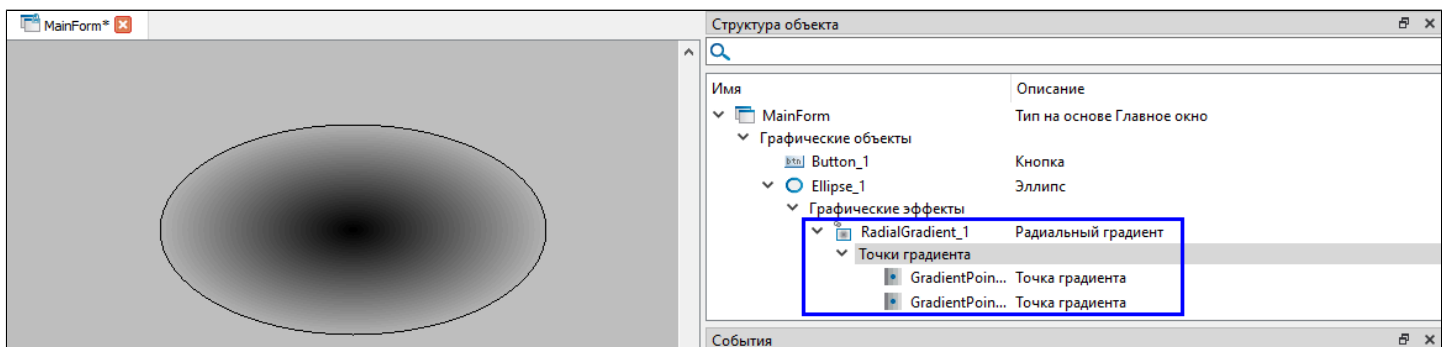 MainForm*
Структура объекта
Имя Описание
MainForm Тип на основе Главное окно
Графические объекты
btn Button_1 Кнопка
Ellipse_1 Эллипс
Графические эффекты
RadialGradient_1 Радиальный градиент
Точки градиента
GradientPoin... Точка градиента
GradientPoin... Точка градиента
События